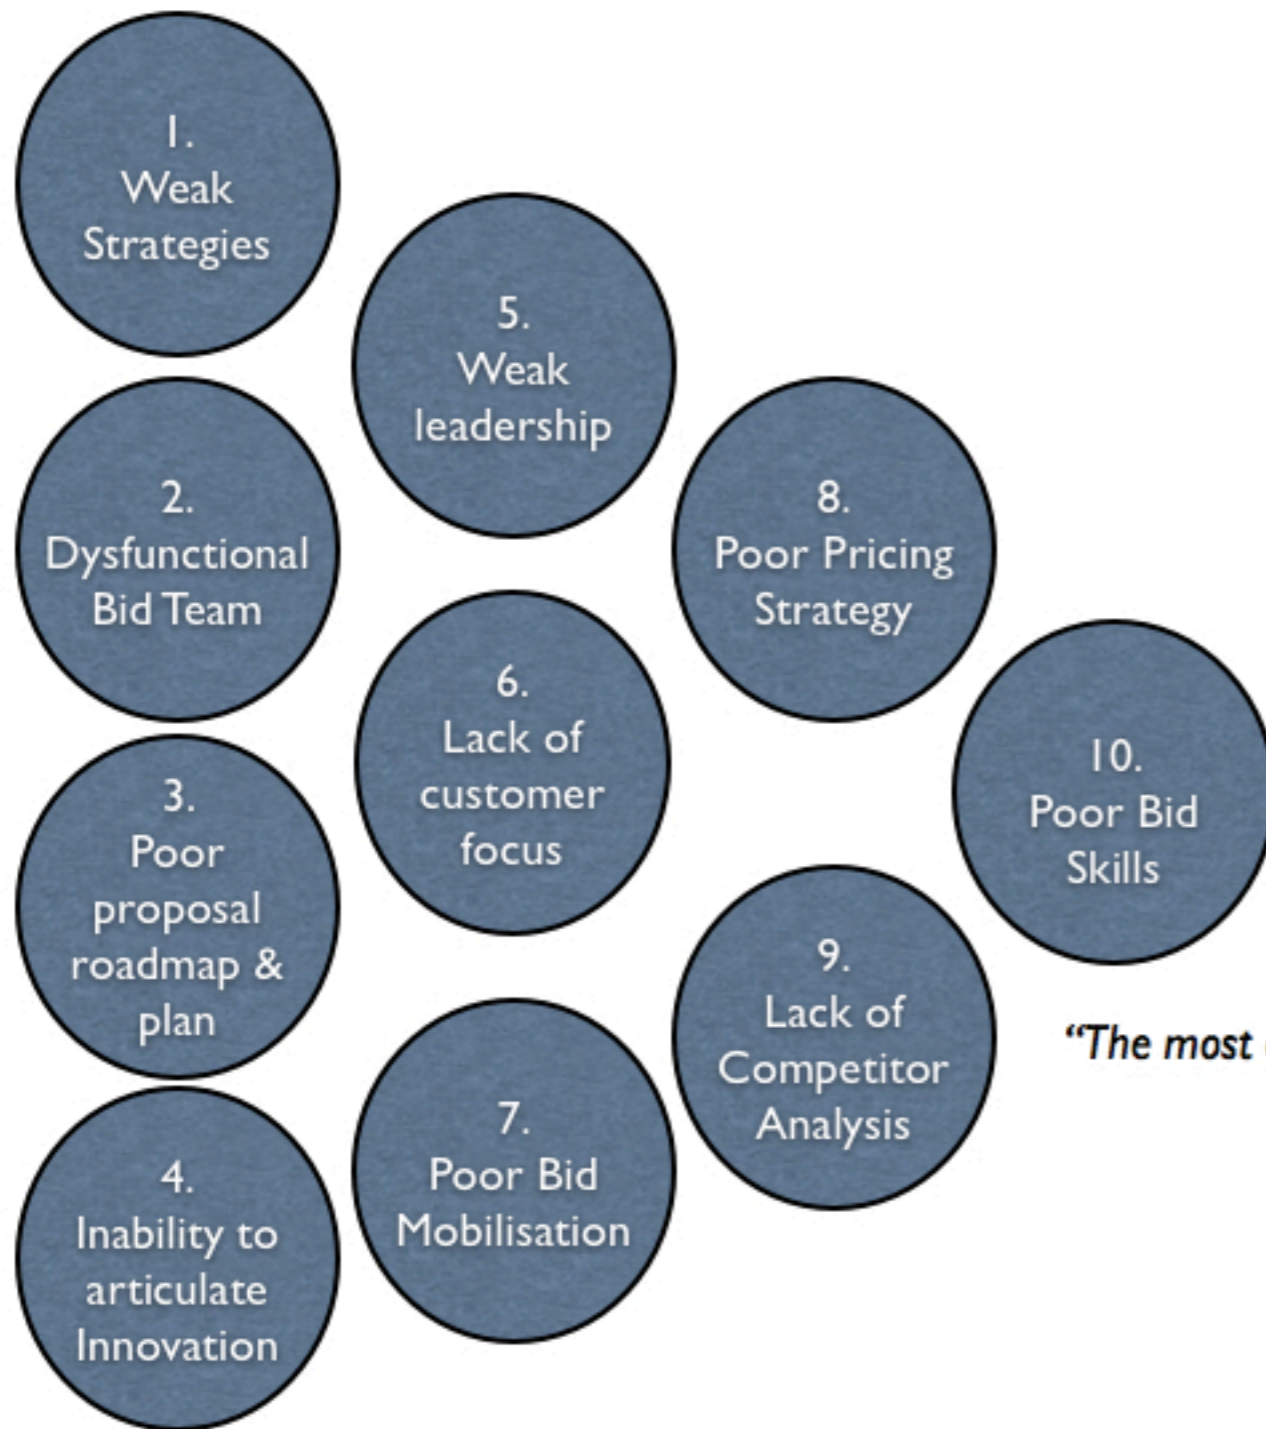 1.
Weak
Strategies
2.
Dysfunctional
Bid Team
3.
Poor
proposal
roadmap &
plan
4.
Inability to
articulate
Innovation
5.
Weak
leadership
6.
Lack of
customer
focus
7.
Poor Bid
Mobilisation
8.
Poor Pricing
Strategy
9.
Lack of
Competitor
Analysis
10.
Poor Bid
Skills
“The most